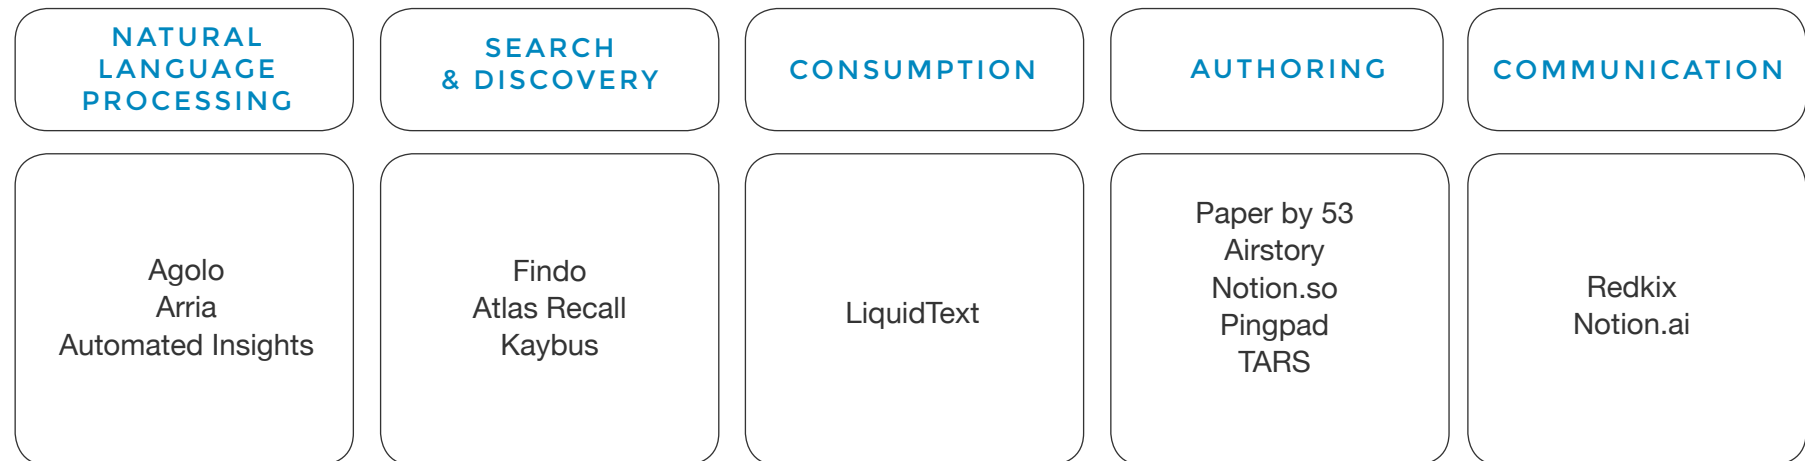 NATURAL
LANGUAGE
PROCESSING
SEARCH
& DISCOVERY
CONSUMPTION
AUTHORING
COMMUNICATION
Agolo
Arria
Automated Insights
Findo
Atlas Recall
Kaybus
LiquidText
Paper by 53
Airstory
Notion.so
Pingpad
TARS
Redkix
Notion.ai